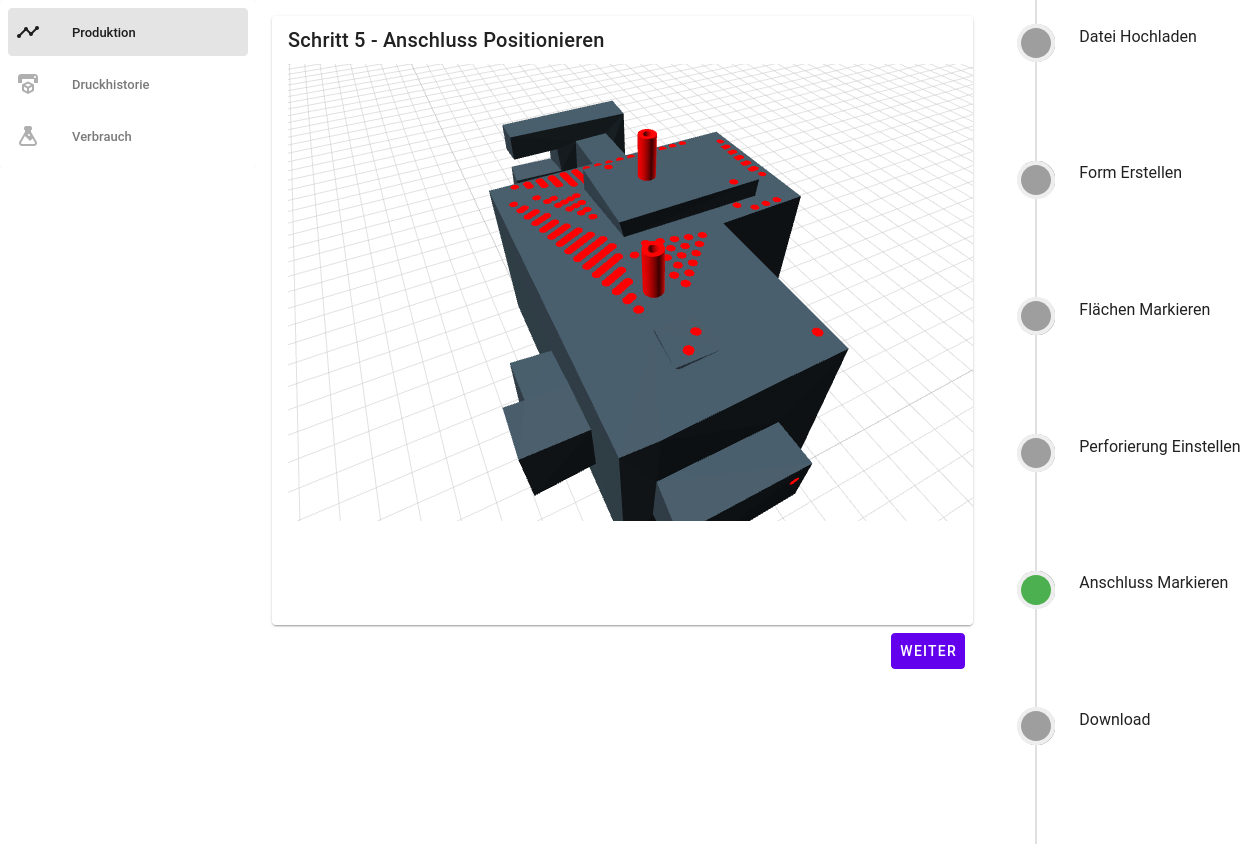 Produktion
Druckhistorie
Verbrauch
Schritt 5 - Anschluss Positionieren
WEITER
Datei Hochladen
Form Erstellen
Flächen Markieren
Perforierung Einstellen
Anschluss Markieren
Download